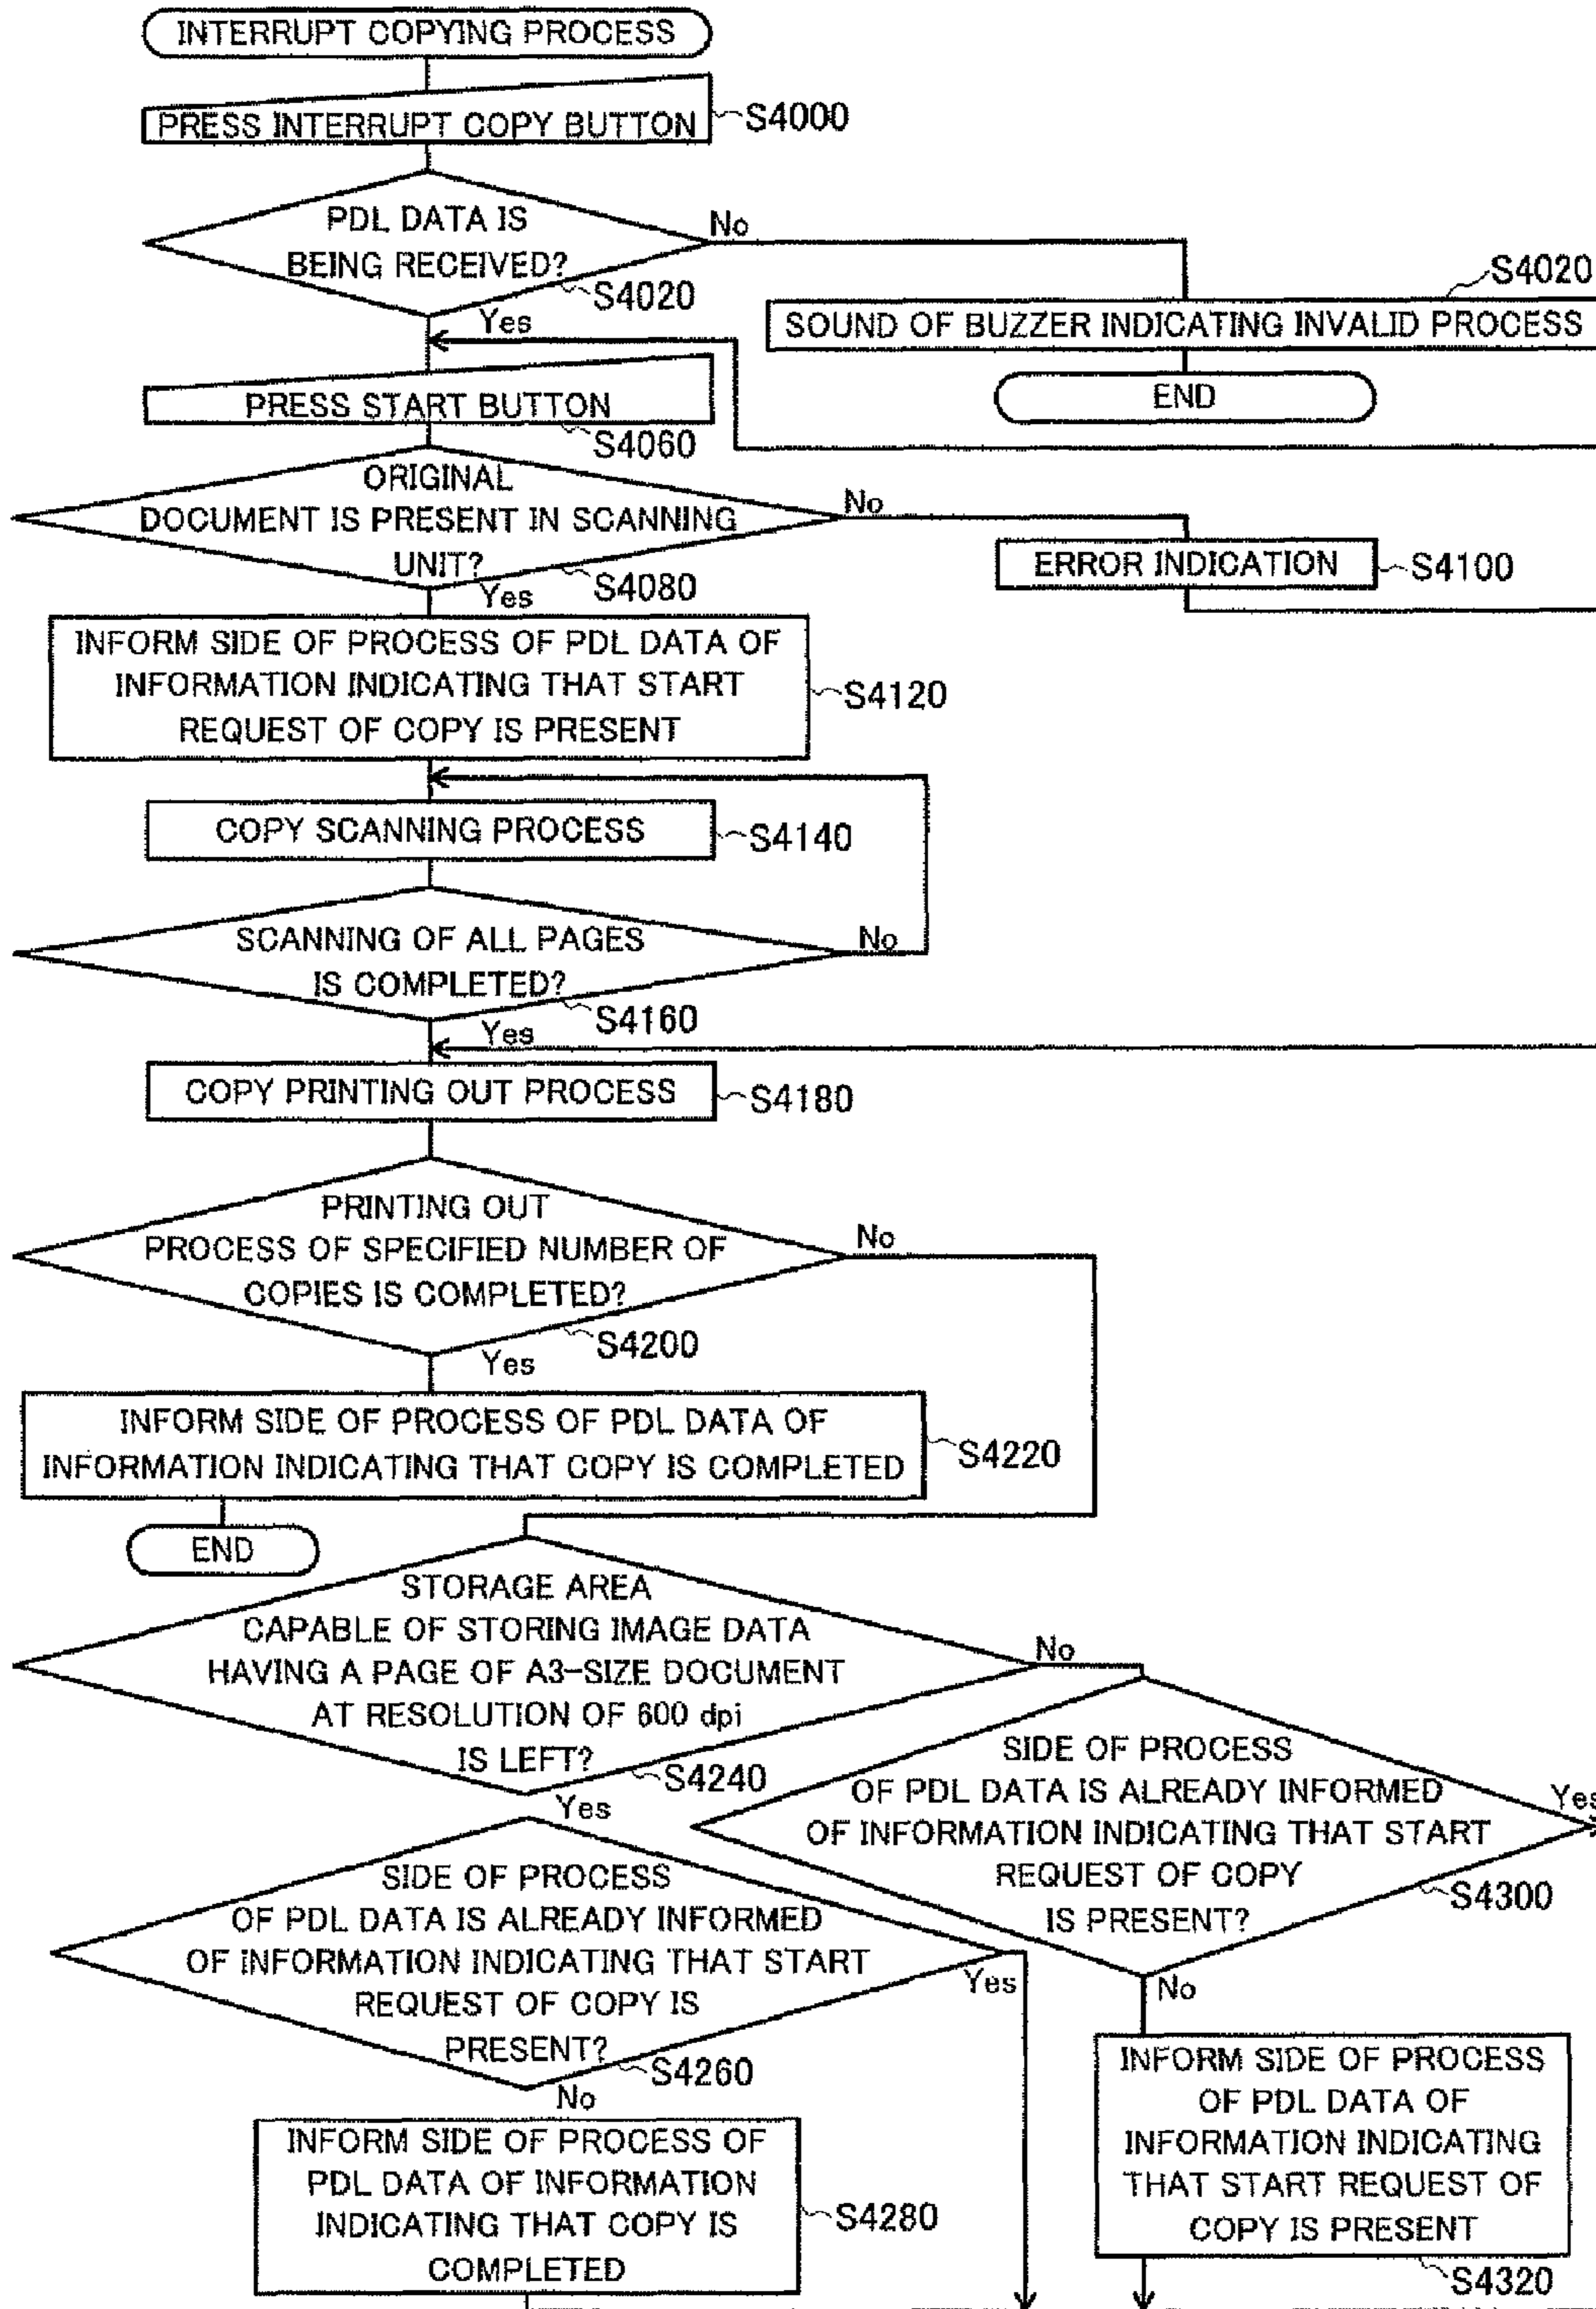 INTERRUPT COPYING PROCESS
PRESS INTERRUPT COPY BUTTON
S4000
PDL DATA IS
BEING RECEIVED?
S4020
No
Yes
S4020
SOUND OF BUZZER INDICATING INVALID PROCESS
END
PRESS START BUTTON
S4060
ORIGINAL
DOCUMENT IS PRESENT IN SCANNING
UNIT?
S4080
No
Yes
ERROR INDICATION
S4100
INFORM SIDE OF PROCESS OF PDL DATA OF
INFORMATION INDICATING THAT START
REQUEST OF COPY IS PRESENT
S4120
COPY SCANNING PROCESS
S4140
SCANNING OF ALL PAGES
IS COMPLETED?
S4160
No
Yes
COPY PRINTING OUT PROCESS
S4180
PRINTING OUT
PROCESS OF SPECIFIED NUMBER OF
COPIES IS COMPLETED?
S4200
No
Yes
INFORM SIDE OF PROCESS OF PDL DATA OF
INFORMATION INDICATING THAT COPY IS COMPLETED
S4220
END
STORAGE AREA
CAPABLE OF STORING IMAGE DATA
HAVING A PAGE OF A3-SIZE DOCUMENT
AT RESOLUTION OF 600 dpi
IS LEFT?
S4240
No
Yes
SIDE OF PROCESS
OF PDL DATA IS ALREADY INFORMED
OF INFORMATION INDICATING THAT START
REQUEST OF COPY
IS PRESENT?
S4300
Yes
No
SIDE OF PROCESS
OF PDL DATA IS ALREADY INFORMED
OF INFORMATION INDICATING THAT START
REQUEST OF COPY IS
PRESENT?
S4260
Yes
No
INFORM SIDE OF PROCESS OF
PDL DATA OF INFORMATION
INDICATING THAT COPY IS
COMPLETED
S4280
INFORM SIDE OF PROCESS
OF PDL DATA OF
INFORMATION INDICATING
THAT START REQUEST OF
COPY IS PRESENT
S4320